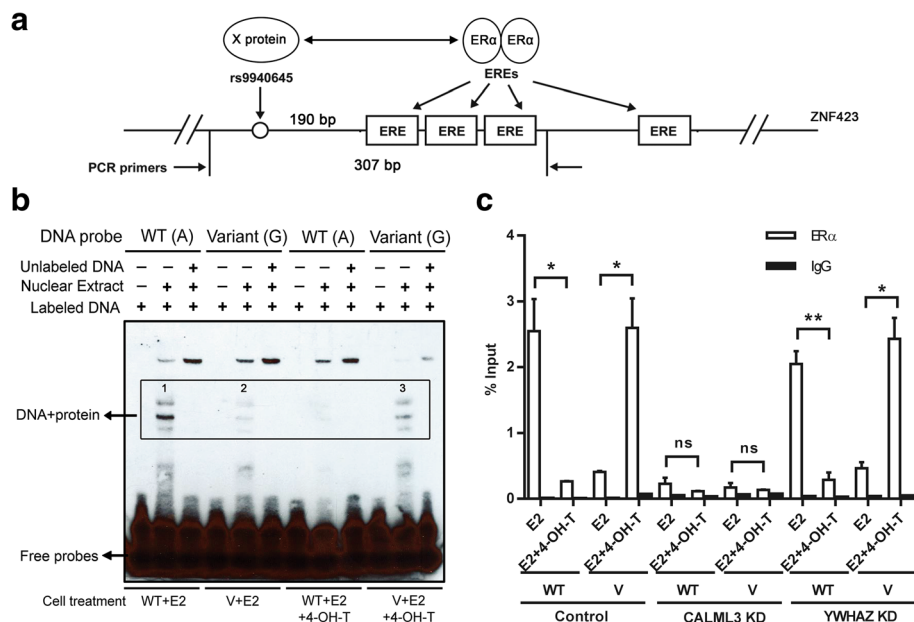 a
X protein
ERα ERα
rs9940645
EREs
190 bp
ERE ERE ERE ERE
ZNF423
PCR primers
307 bp
b
DNA probe WT (A) Variant (G) WT (A) Variant (G)
Unlabeled DNA − − + − − + − − + − − +
Nuclear Extract − + + − + + − + + − + +
Labeled DNA + + + + + + + + + + + +
1 2 3
DNA+protein
Free probes
Cell treatment WT+E2 V+E2 WT+E2 +4-OH-T V+E2 +4-OH-T
c
ERα
IgG
% Input
4
3
2
1
0
* * ns ns ** *
E2 E2+4-OH-T E2 E2+4-OH-T E2 E2+4-OH-T E2 E2+4-OH-T E2 E2+4-OH-T E2 E2+4-OH-T
WT V WT V WT V
Control CALML3 KD YWHAZ KD